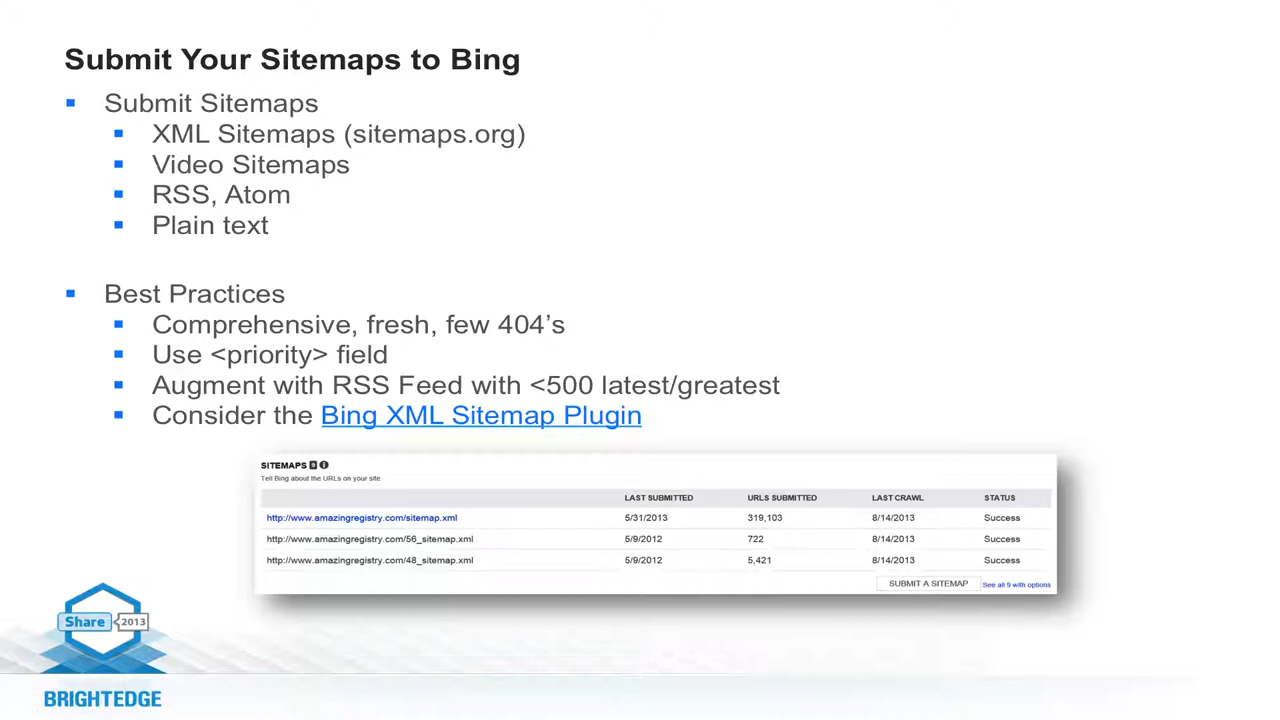 Submit Your Sitemaps to Bing
Submit Sitemaps
XML Sitemaps (sitemaps.org)
Video Sitemaps
RSS, Atom
Plain text
Best Practices
Comprehensive, fresh, few 404’s
Use <priority> field
Augment with RSS Feed with <500 latest/greatest
Consider the Bing XML Sitemap Plugin
SITEMAPS 9 i
Tell Bing about the URLs on your site
LAST SUBMITTED URLS SUBMITTED LAST CRAWL STATUS
http://www.amazingregistry.com/sitemap.xml 5/31/2013 319,103 8/14/2013 Success
http://www.amazingregistry.com/56_sitemap.xml 5/9/2012 722 8/14/2013 Success
http://www.amazingregistry.com/48_sitemap.xml 5/9/2012 5,421 8/14/2013 Success
SUBMIT A SITEMAP See all 9 with options
Share 2013
BRIGHTEDGE